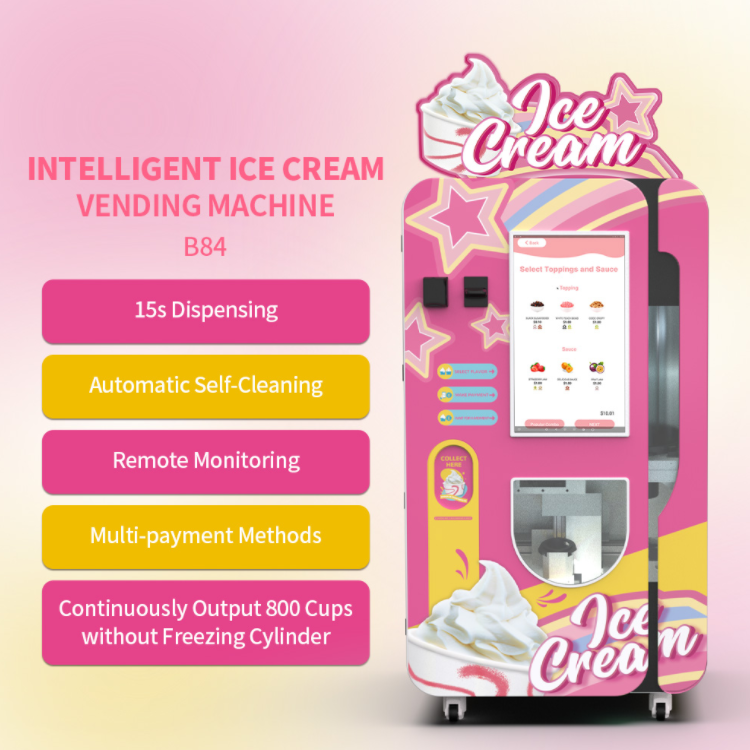 INTELLIGENT ICE CREAM
VENDING MACHINE
B84
15s Dispensing
Automatic Self-Cleaning
Remote Monitoring
Multi-payment Methods
Continuously Output 800 Cups
without Freezing Cylinder
Ice
Cream
Select Toppings and Sauce
Topping
Sauce
COLLECT
HERE
Ice
Cream